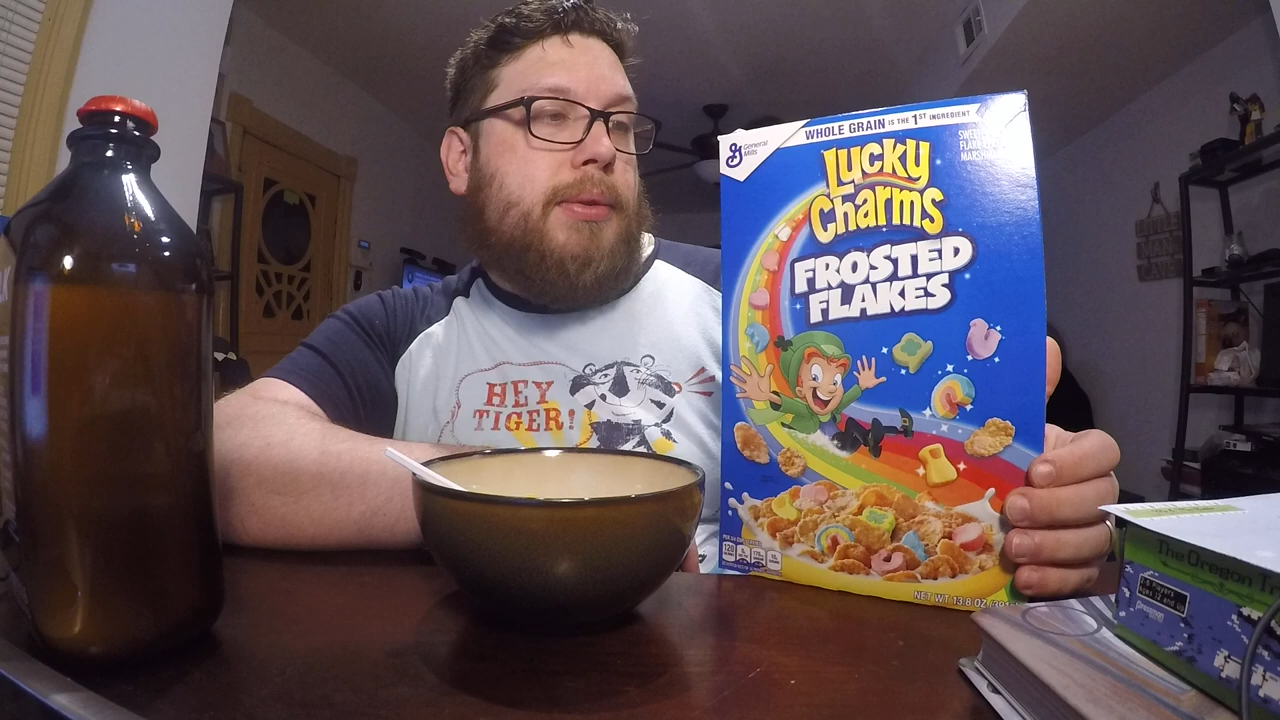 WHOLE GRAIN IS THE 1ST INGREDIENT
General
Mills
Lucky
Charms
FROSTED
FLAKES
HEY
TIGER!
NET WT 13.8 OZ
The Oregon
Pressman